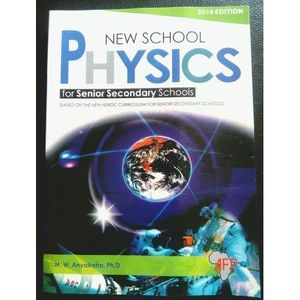 2016 EDITION
NEW SCHOOL
PHYSICS
for Senior Secondary Schools
(BASED ON THE NEW NERDC CURRICULUM FOR SENIOR SECONDARY SCHOOLS)
M. W. Anyakoha, Ph.D
AFP